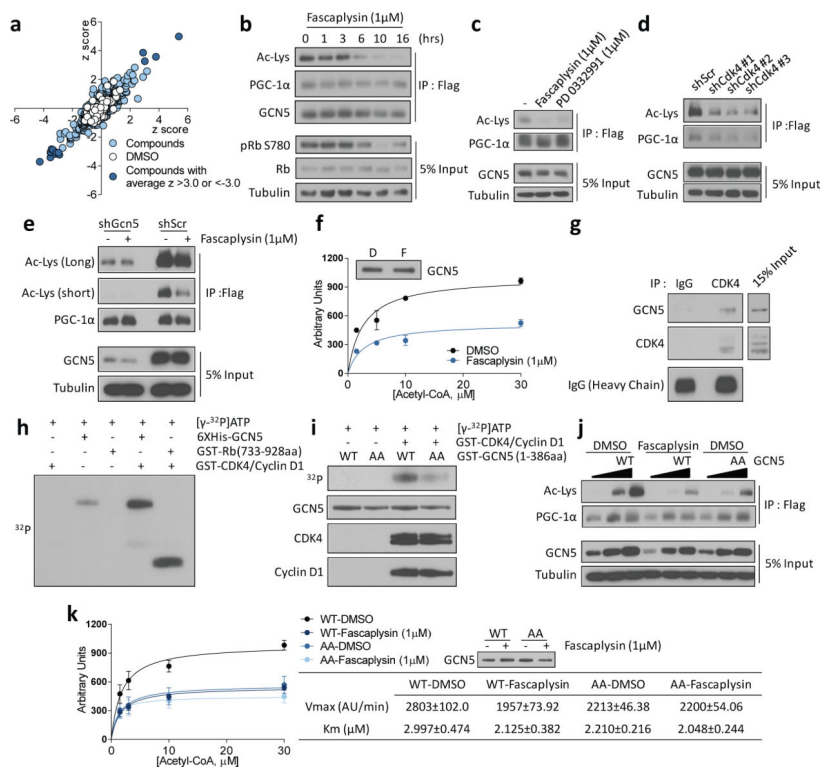 a
z score
6
4
2
-4 -2 2 4 6
-2
-4
-6
z score
Compounds
DMSO
Compounds with
average z >3.0 or <-3.0
b
Fascaplysin (1μM)
0 1 3 6 10 16 (hrs)
Ac-Lys
PGC-1α
GCN5
IP : Flag
pRb S780
Rb
Tubulin
5% Input
c
- Fascaplysin (1μM) PD 0332991 (1μM)
Ac-Lys
PGC-1α
IP : Flag
GCN5
Tubulin
5% Input
d
shScr shCdk4 #1 shCdk4 #2 shCdk4 #3
Ac-Lys
PGC-1α
IP :Flag
GCN5
Tubulin
5% Input
e
shGcn5 shScr
- + - + Fascaplysin (1μM)
Ac-Lys (Long)
Ac-Lys (short)
PGC-1α
IP :Flag
GCN5
Tubulin
5% Input
f
D F
GCN5
Arbitrary Units
1200
900
600
300
0
0 10 20 30
[Acetyl-CoA, μM]
DMSO
Fascaplysin (1μM)
g
IP : IgG CDK4 15% Input
GCN5
CDK4
IgG (Heavy Chain)
h
+ + + + + [γ-³²P]ATP
- + - + - 6XHis-GCN5
- - + - + GST-Rb(733-928aa)
+ - - + + GST-CDK4/Cyclin D1
³²P
i
+ + + + [γ-³²P]ATP
- - + + GST-CDK4/Cyclin D1
WT AA WT AA GST-GCN5 (1-386aa)
³²P
GCN5
CDK4
Cyclin D1
j
DMSO Fascaplysin DMSO
WT WT AA GCN5
Ac-Lys
PGC-1α
IP : Flag
GCN5
Tubulin
5% Input
k
Arbitrary Units
1200
900
600
300
0
0 10 20 30
[Acetyl-CoA, μM]
WT-DMSO
WT-Fascaplysin (1μM)
AA-DMSO
AA-Fascaplysin (1μM)
WT AA
- + - + Fascaplysin (1μM)
GCN5
WT-DMSO WT-Fascaplysin AA-DMSO AA-Fascaplysin
Vmax (AU/min) 2803±102.0 1957±73.92 2213±46.38 2200±54.06
Km (μM) 2.997±0.474 2.125±0.382 2.210±0.216 2.048±0.244